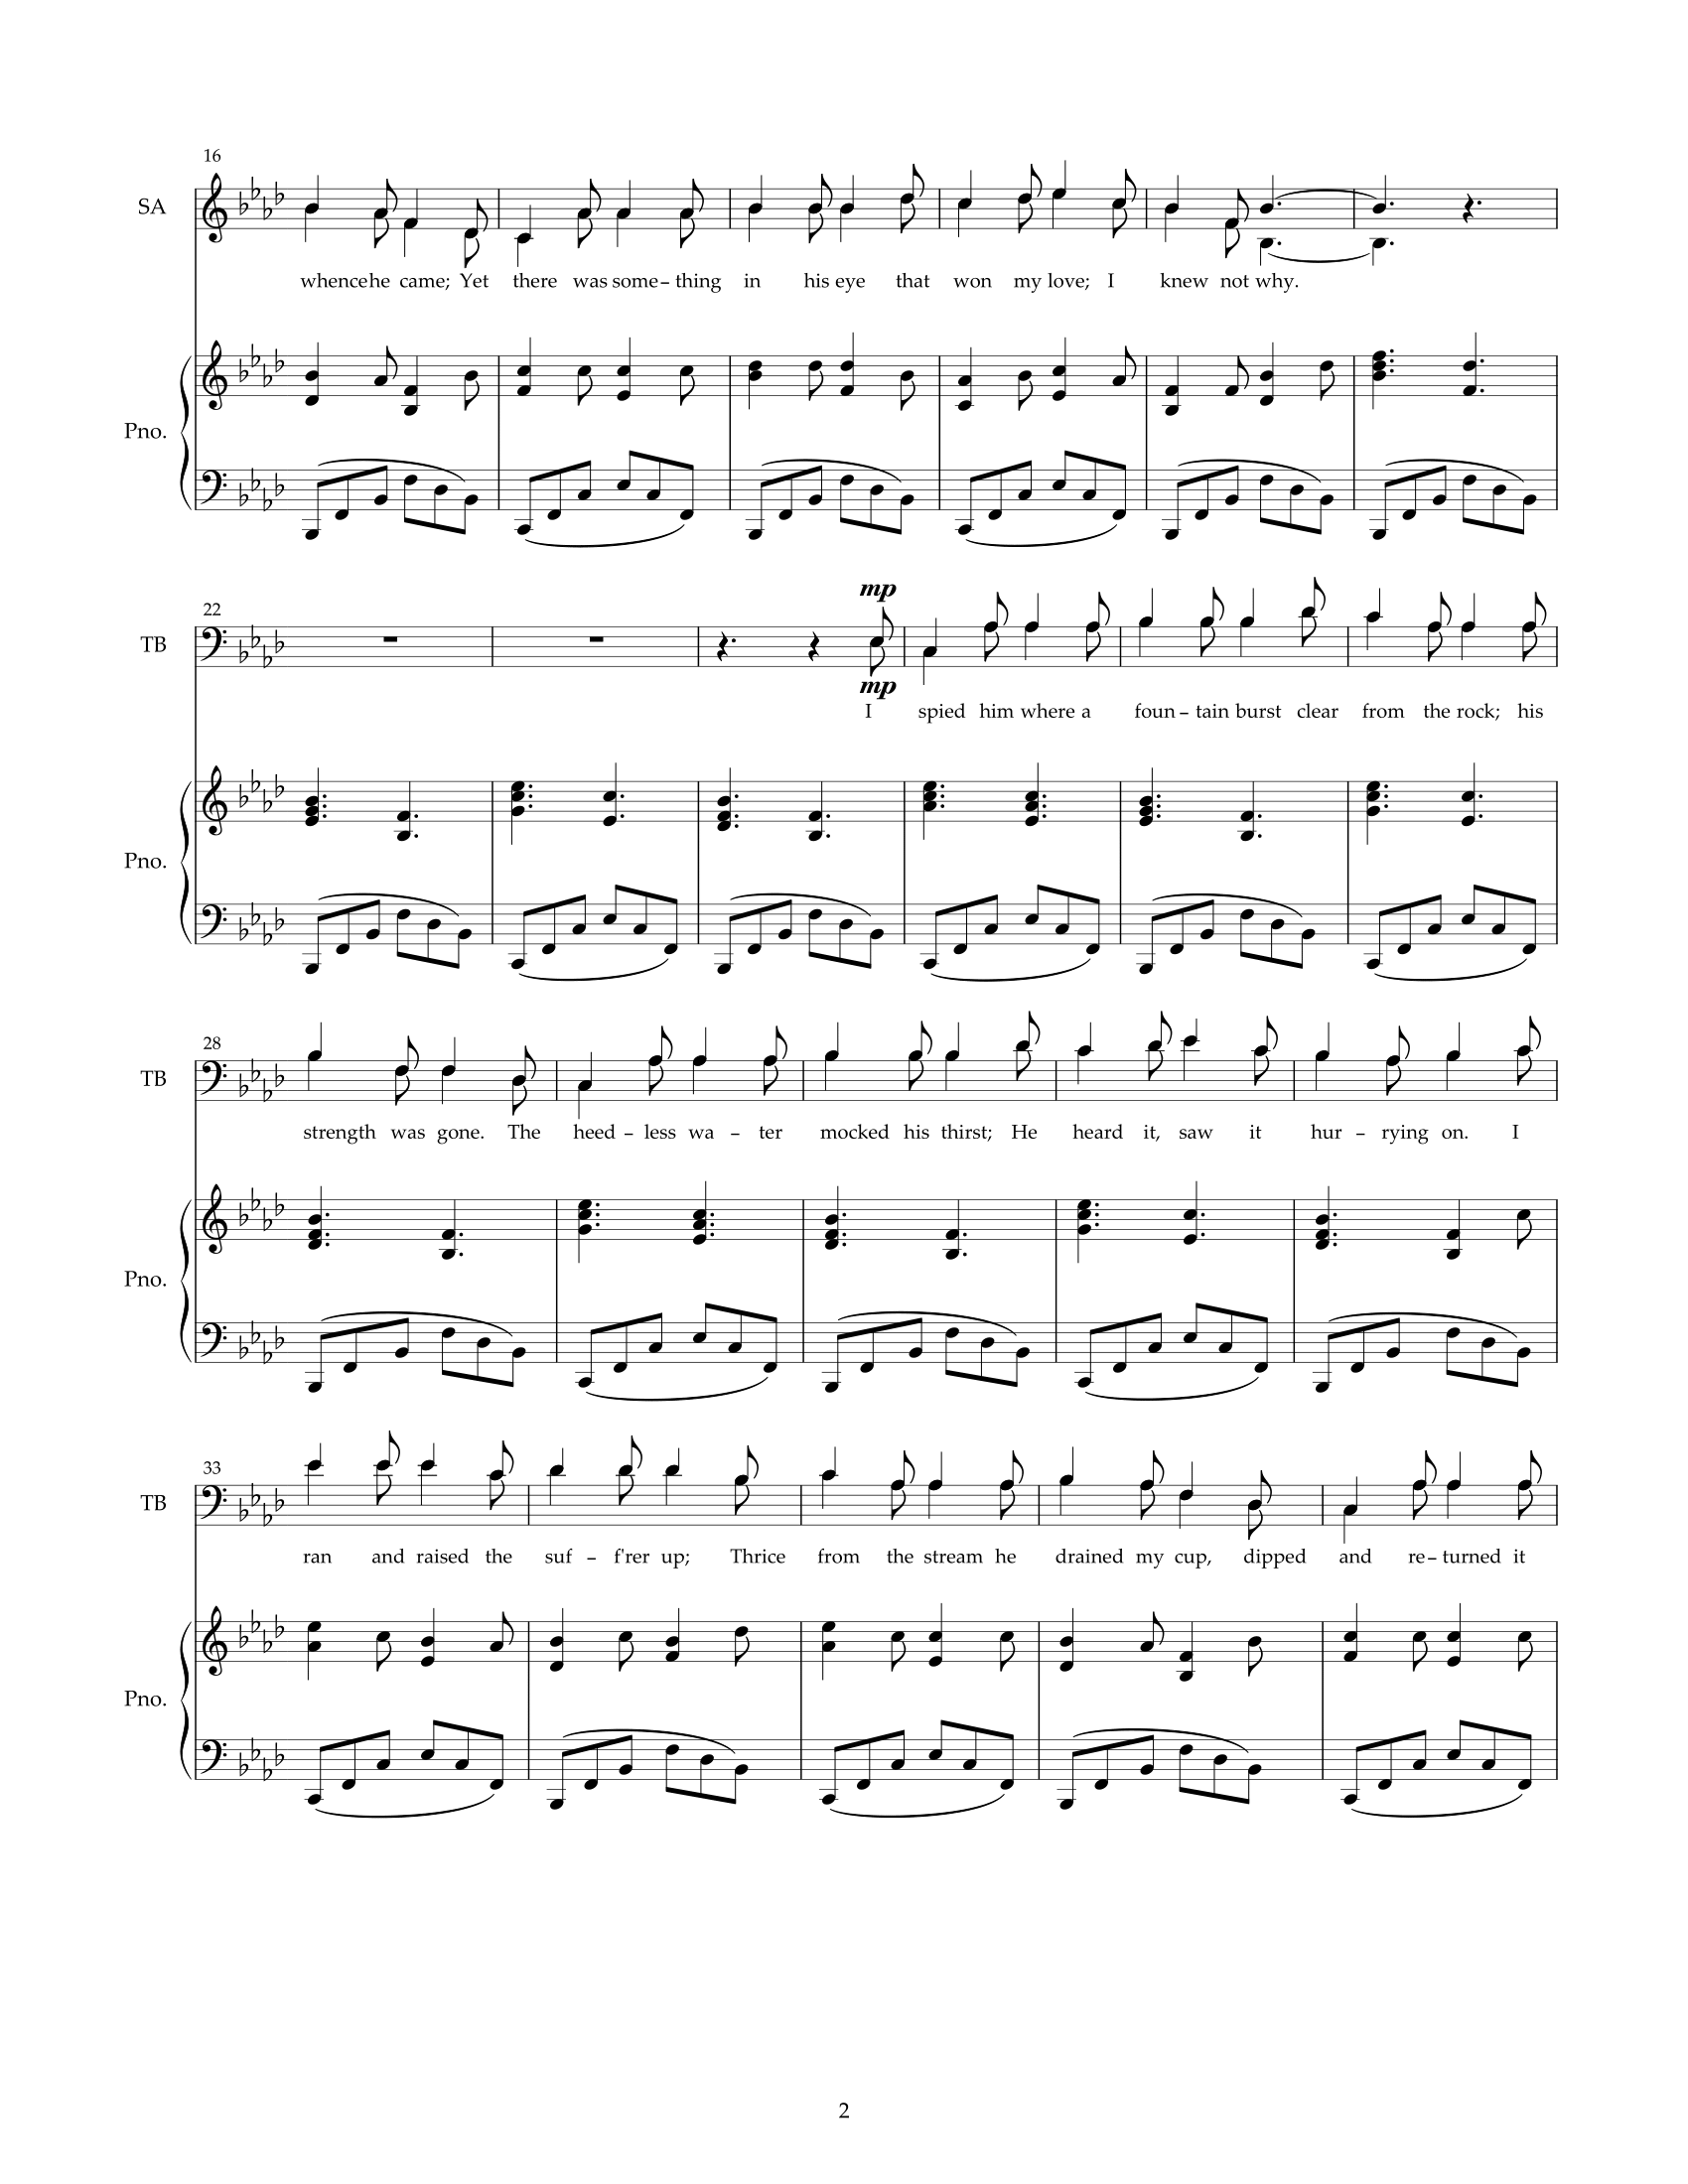 16
SA
whence he came; Yet there was some – thing in his eye that won my love; I knew not why.
Pno.
22
mp
TB
mp
I spied him where a foun – tain burst clear from the rock; his
Pno.
28
TB
strength was gone. The heed – less wa – ter mocked his thirst; He heard it, saw it hur – rying on. I
Pno.
33
TB
ran and raised the suf – f'rer up; Thrice from the stream he drained my cup, dipped and re – turned it
Pno.
2